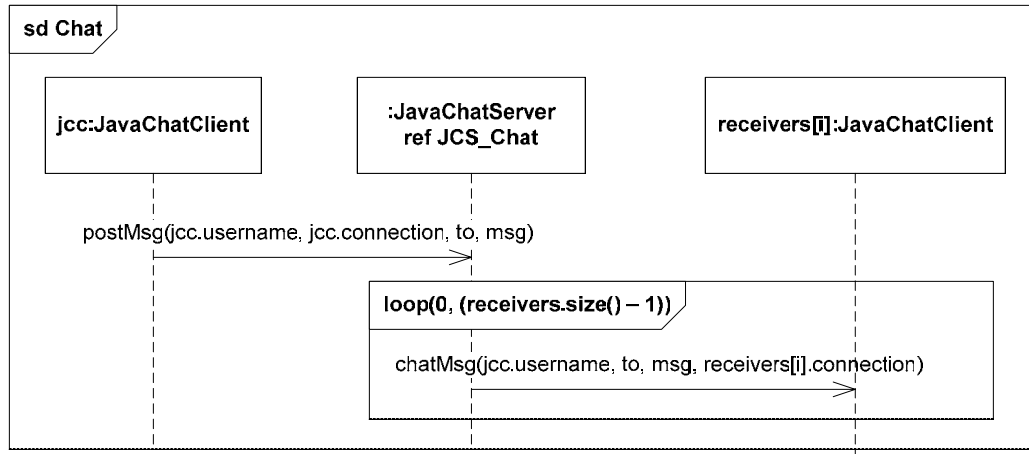 sd Chat
jcc:JavaChatClient
:JavaChatServer
ref JCS_Chat
receivers[i]:JavaChatClient
postMsg(jcc.username, jcc.connection, to, msg)
loop(0, (receivers.size() – 1))
chatMsg(jcc.username, to, msg, receivers[i].connection)